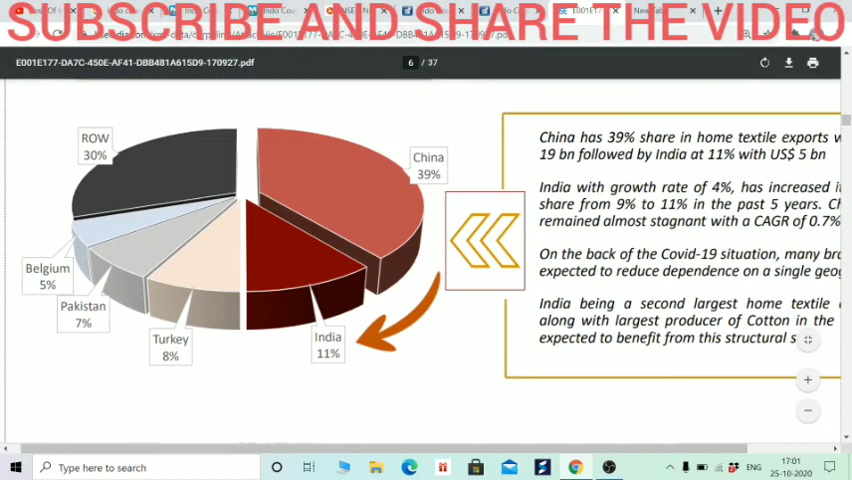 SUBSCRIBE AND SHARE THE VIDEO
E001E177-DA7C-450E-AF41-DBB481A615D9-170927.pdf
6 / 37
ROW
30%
China
39%
Belgium
5%
Pakistan
7%
Turkey
8%
India
11%
China has 39% share in home textile exports
19 bn followed by India at 11% with US$ 5 bn
India with growth rate of 4%, has increased
share from 9% to 11% in the past 5 years.
remained almost stagnant with a CAGR of 0.7%
On the back of the Covid-19 situation, many
expected to reduce dependence on a single
India being a second largest home textile
along with largest producer of Cotton in the
expected to benefit from this structural
Type here to search
ENG
17:01
25-10-2020